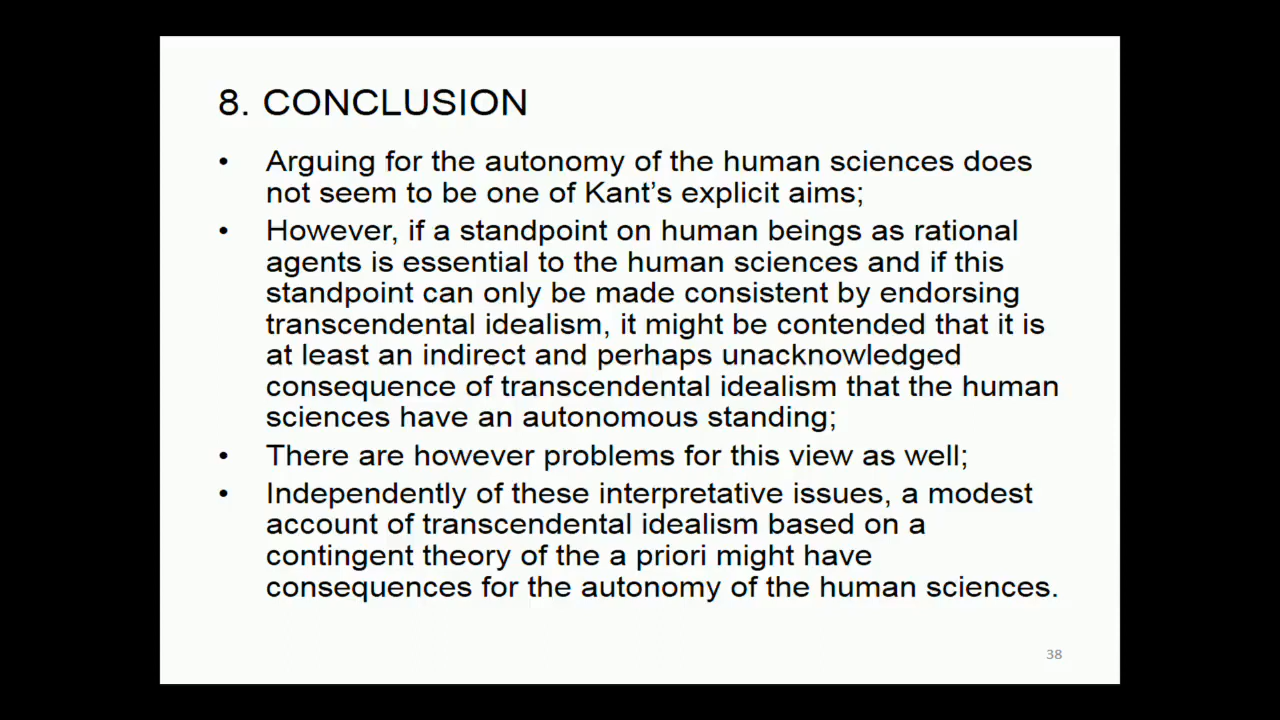 8. CONCLUSION
• Arguing for the autonomy of the human sciences does
not seem to be one of Kant’s explicit aims;
• However, if a standpoint on human beings as rational
agents is essential to the human sciences and if this
standpoint can only be made consistent by endorsing
transcendental idealism, it might be contended that it is
at least an indirect and perhaps unacknowledged
consequence of transcendental idealism that the human
sciences have an autonomous standing;
• There are however problems for this view as well;
• Independently of these interpretative issues, a modest
account of transcendental idealism based on a
contingent theory of the a priori might have
consequences for the autonomy of the human sciences.
38